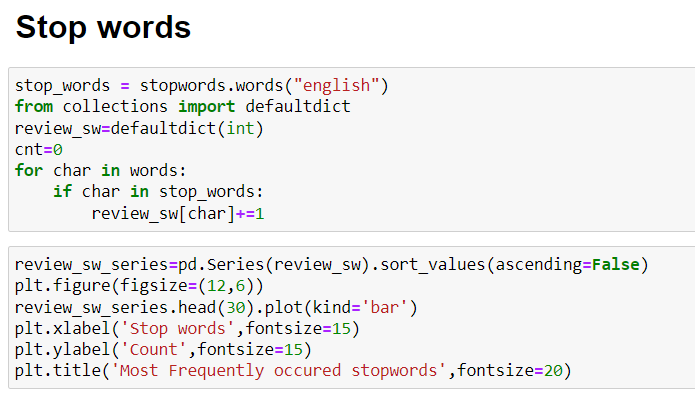 Stop words
stop_words = stopwords.words("english")
from collections import defaultdict
review_sw=defaultdict(int)
cnt=0
for char in words:
    if char in stop_words:
        review_sw[char]+=1
review_sw_series=pd.Series(review_sw).sort_values(ascending=False)
plt.figure(figsize=(12,6))
review_sw_series.head(30).plot(kind='bar')
plt.xlabel('Stop words',fontsize=15)
plt.ylabel('Count',fontsize=15)
plt.title('Most Frequently occured stopwords',fontsize=20)